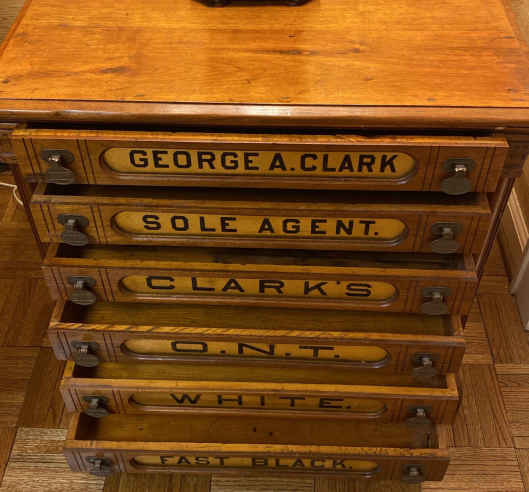 GEORGE A. CLARK
SOLE AGENT.
CLARK'S
O.N.T.
WHITE.
FAST BLACK.